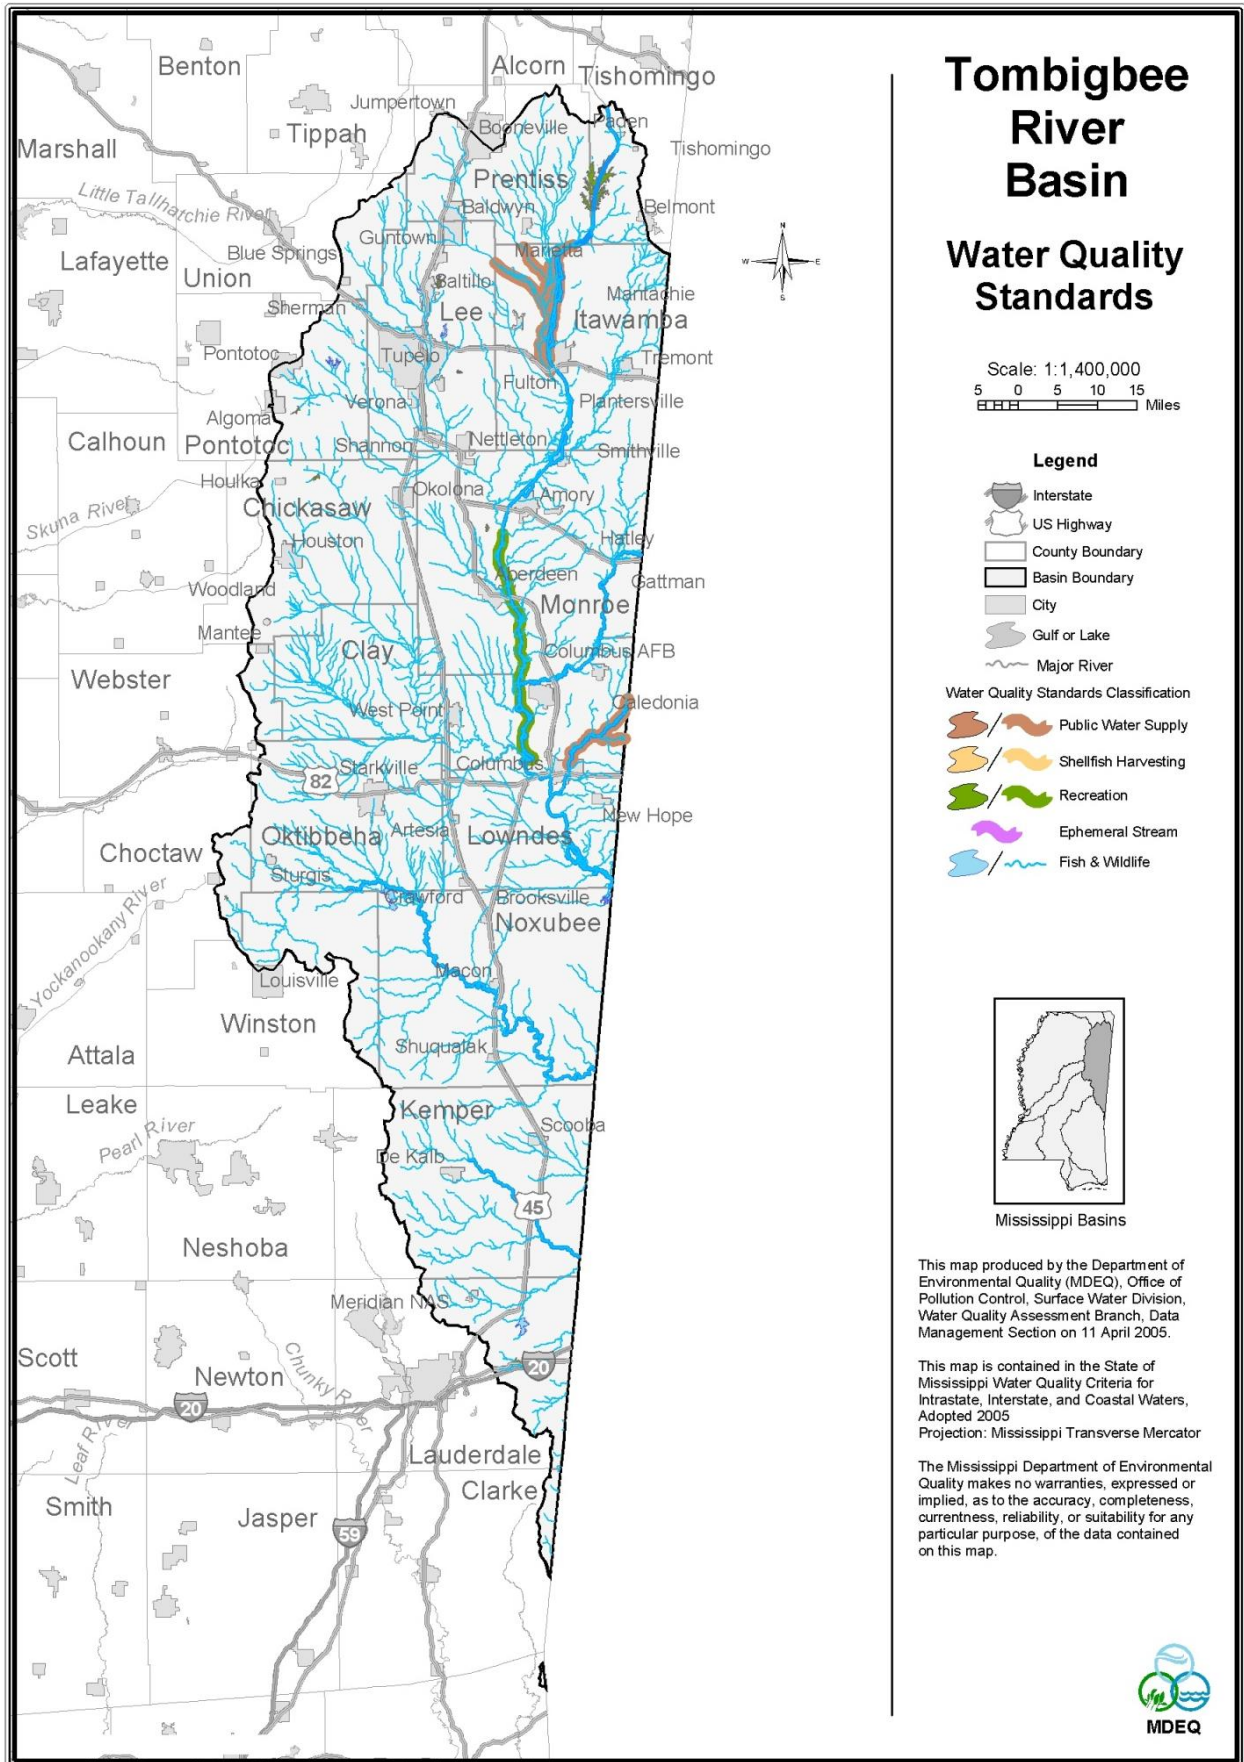 Tombigbee
River
Basin
Water Quality
Standards
Scale: 1:1,400,000
5 0 5 10 15
Miles
Legend
Interstate
US Highway
County Boundary
Basin Boundary
City
Gulf or Lake
Major River
Water Quality Standards Classification
/ Public Water Supply
/ Shellfish Harvesting
/ Recreation
Ephemeral Stream
/ Fish & Wildlife
Mississippi Basins
This map produced by the Department of
Environmental Quality (MDEQ), Office of
Pollution Control, Surface Water Division,
Water Quality Assessment Branch, Data
Management Section on 11 April 2005.
This map is contained in the State of
Mississippi Water Quality Criteria for
Intrastate, Interstate, and Coastal Waters,
Adopted 2005
Projection: Mississippi Transverse Mercator
The Mississippi Department of Environmental
Quality makes no warranties, expressed or
implied, as to the accuracy, completeness,
currentness, reliability, or suitability for any
particular purpose, of the data contained
on this map.
MDEQ
N
W
E
S
Benton
Alcorn
Tishomingo
Jumpertown
Booneville
Paden
Tippah
Marshall
Tishomingo
Prentiss
Little Tallharchie River
Baldwyn
Belmont
Guntown
Marietta
Blue Springs
Lafayette
Union
Saltillo
Mantachie
Sherman
Lee
Itawamba
Pontotoc
Tupelo
Tremont
Fulton
Verona
Plantersville
Algoma
Calhoun
Pontotoc
Shannon
Nettleton
Smithville
Houlka
Okolona
Amory
Chickasaw
Skuna River
Houston
Hatley
Aberdeen
Gattman
Woodland
Monroe
Mantee
Clay
Columbus AFB
Webster
West Point
Caledonia
Starkville
Columbus
82
New Hope
Oktibbeha
Artesia
Lowndes
Choctaw
Sturgis
Crawford
Brooksville
Noxubee
Yockanookany River
Macon
Louisville
Winston
Shuqualak
Attala
Leake
Kemper
Scooba
Pearl River
De Kalb
45
Neshoba
Meridian NAS
Scott
Newton
Chunky River
20
20
Leaf River
Lauderdale
Clarke
Smith
Jasper
59